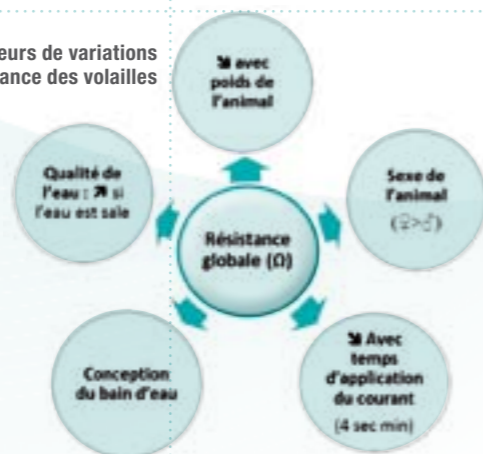 eurs de variations
ance des volailles
↘ avec
poids de
l'animal
Qualité de
l'eau : ↗ si
l'eau est sale
Sexe de
l'animal
(♀>♂)
Résistance
globale (Ω)
Conception
du bain d'eau
↘ Avec
temps
d'application
du courant
(4 sec min)